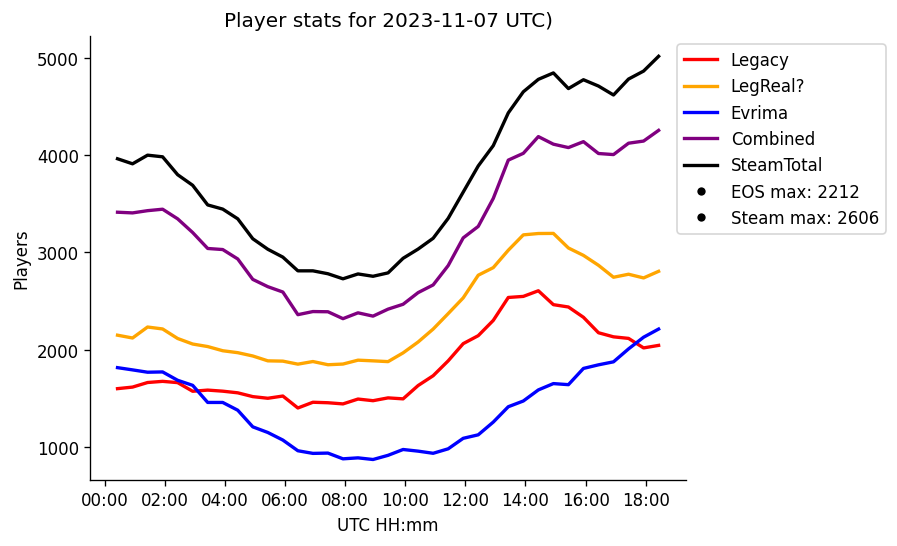 Player stats for 2023-11-07 UTC)
Players
5000
4000
3000
2000
1000
00:00 02:00 04:00 06:00 08:00 10:00 12:00 14:00 16:00 18:00
UTC HH:mm
Legacy
LegReal?
Evrima
Combined
SteamTotal
EOS max: 2212
Steam max: 2606